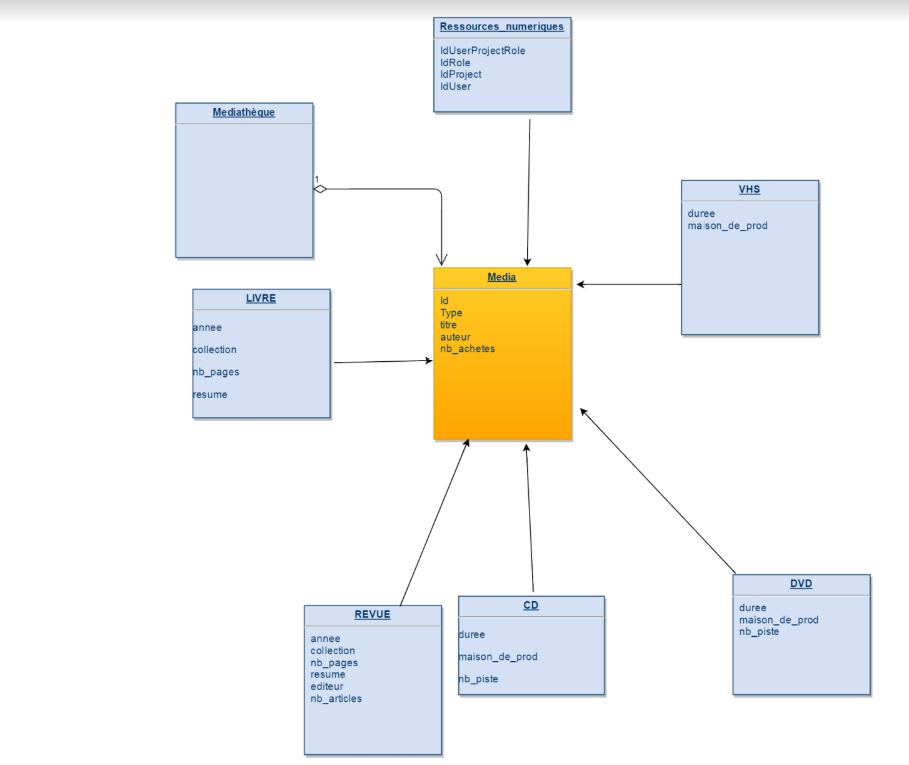 Ressources_numeriques
IdUserProjectRole
IdRole
IdProject
IdUser
Mediathèque
1
VHS
duree
maison_de_prod
Media
Id
Type
titre
auteur
nb_achetes
LIVRE
annee
collection
nb_pages
resume
REVUE
annee
collection
nb_pages
resume
editeur
nb_articles
CD
duree
maison_de_prod
nb_piste
DVD
duree
maison_de_prod
nb_piste